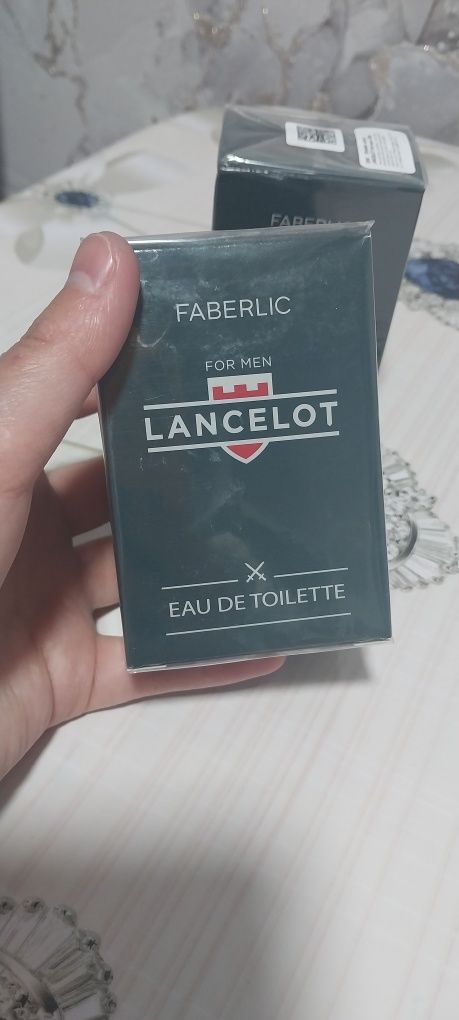 FABERLIC
FABERLIC
FOR MEN
LANCELOT
EAU DE TOILETTE